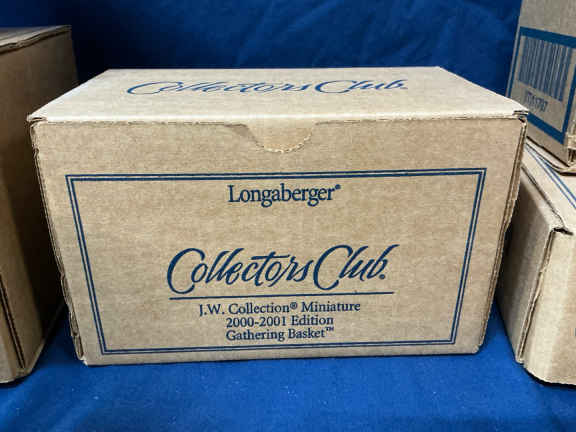 Collectors Club®
Longaberger®
Collectors Club®
J.W. Collection® Miniature
2000-2001 Edition
Gathering Basket™